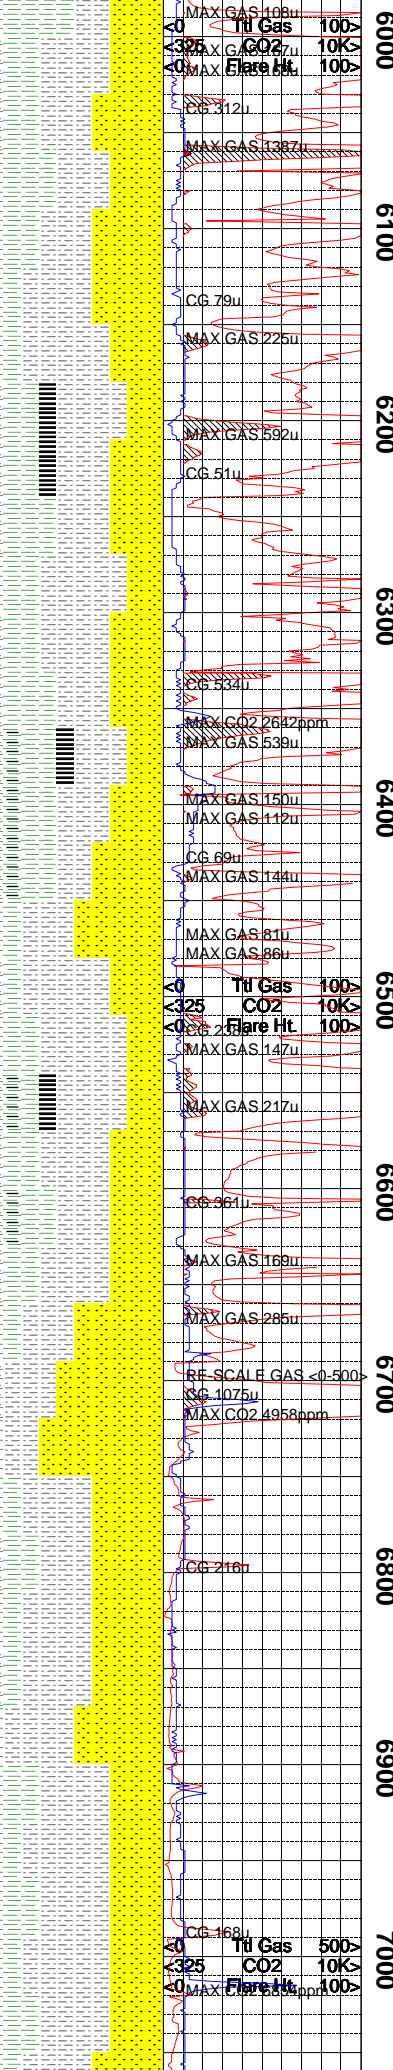 MAX GAS 108u
<0 Ttl Gas 100>
<325 CO2 10K>
<0 Flare Ht. 100>
6000
CG 312u
MAX GAS 1387u
6100
CG 79u
MAX GAS 225u
6200
MAX GAS 592u
CG 51u
6300
CG 534u
MAX CO2 2642ppm
MAX GAS 539u
6400
MAX GAS 150u
MAX GAS 112u
CG 69u
MAX GAS 144u
MAX GAS 81u
MAX GAS 86u
<0 Ttl Gas 100>
<325 CO2 10K>
<0 Flare Ht. 100>
6500
MAX GAS 147u
MAX GAS 217u
6600
CG 361u
MAX GAS 169u
MAX GAS 285u
RE-SCALE GAS <0-500>
6700
CG 1075u
MAX CO2 4958ppm
CG 216u
6800
6900
CG 168u
<0 Ttl Gas 500>
<325 CO2 10K>
<0 Flare Ht. 100>
7000